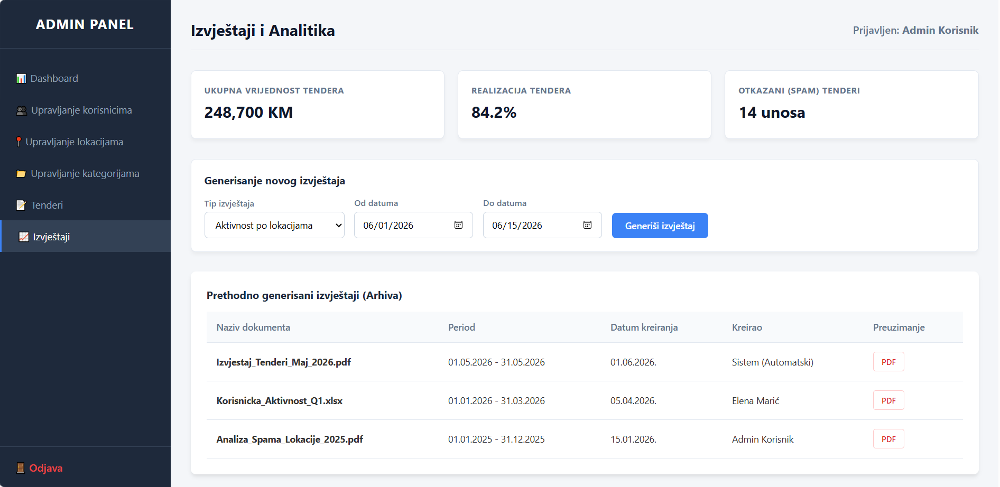 ADMIN PANEL
Dashboard
Upravljanje korisnicima
Upravljanje lokacijama
Upravljanje kategorijama
Tenderi
Izvještaji
Odjava
Izvještaji i Analitika
Prijavljen: Admin Korisnik
UKUPNA VRIJEDNOST TENDERA
248,700 KM
REALIZACIJA TENDERA
84.2%
OTKAZANI (SPAM) TENDERI
14 unosa
Generisanje novog izvještaja
Tip izvještaja
Aktivnost po lokacijama
Od datuma
06/01/2026
Do datuma
06/15/2026
Generiši izvještaj
Prethodno generisani izvještaji (Arhiva)
Naziv dokumenta Period Datum kreiranja Kreirao Preuzimanje
Izvjestaj_Tenderi_Maj_2026.pdf 01.05.2026 - 31.05.2026 01.06.2026. Sistem (Automatski) PDF
Korisnicka_Aktivnost_Q1.xlsx 01.01.2026 - 31.03.2026 05.04.2026. Elena Marić PDF
Analiza_Spama_Lokacije_2025.pdf 01.01.2025 - 31.12.2025 15.01.2026. Admin Korisnik PDF